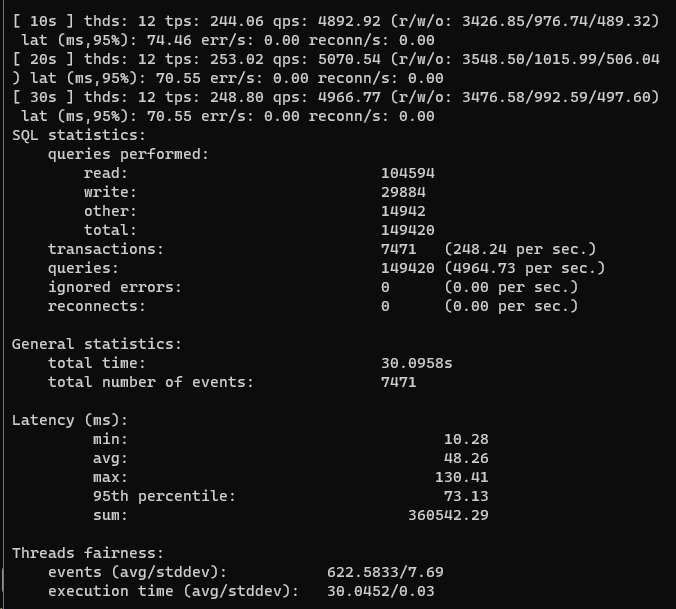 [ 10s ] thds: 12 tps: 244.06 qps: 4892.92 (r/w/o: 3426.85/976.74/489.32)
 lat (ms,95%): 74.46 err/s: 0.00 reconn/s: 0.00
[ 20s ] thds: 12 tps: 253.02 qps: 5070.54 (r/w/o: 3548.50/1015.99/506.04
) lat (ms,95%): 70.55 err/s: 0.00 reconn/s: 0.00
[ 30s ] thds: 12 tps: 248.80 qps: 4966.77 (r/w/o: 3476.58/992.59/497.60)
 lat (ms,95%): 70.55 err/s: 0.00 reconn/s: 0.00
SQL statistics:
    queries performed:
        read:                            104594
        write:                           29884
        other:                           14942
        total:                           149420
    transactions:                        7471   (248.24 per sec.)
    queries:                             149420 (4964.73 per sec.)
    ignored errors:                      0      (0.00 per sec.)
    reconnects:                          0      (0.00 per sec.)

General statistics:
    total time:                          30.0958s
    total number of events:              7471

Latency (ms):
         min:                                   10.28
         avg:                                   48.26
         max:                                  130.41
         95th percentile:                       73.13
         sum:                               360542.29

Threads fairness:
    events (avg/stddev):           622.5833/7.69
    execution time (avg/stddev):   30.0452/0.03